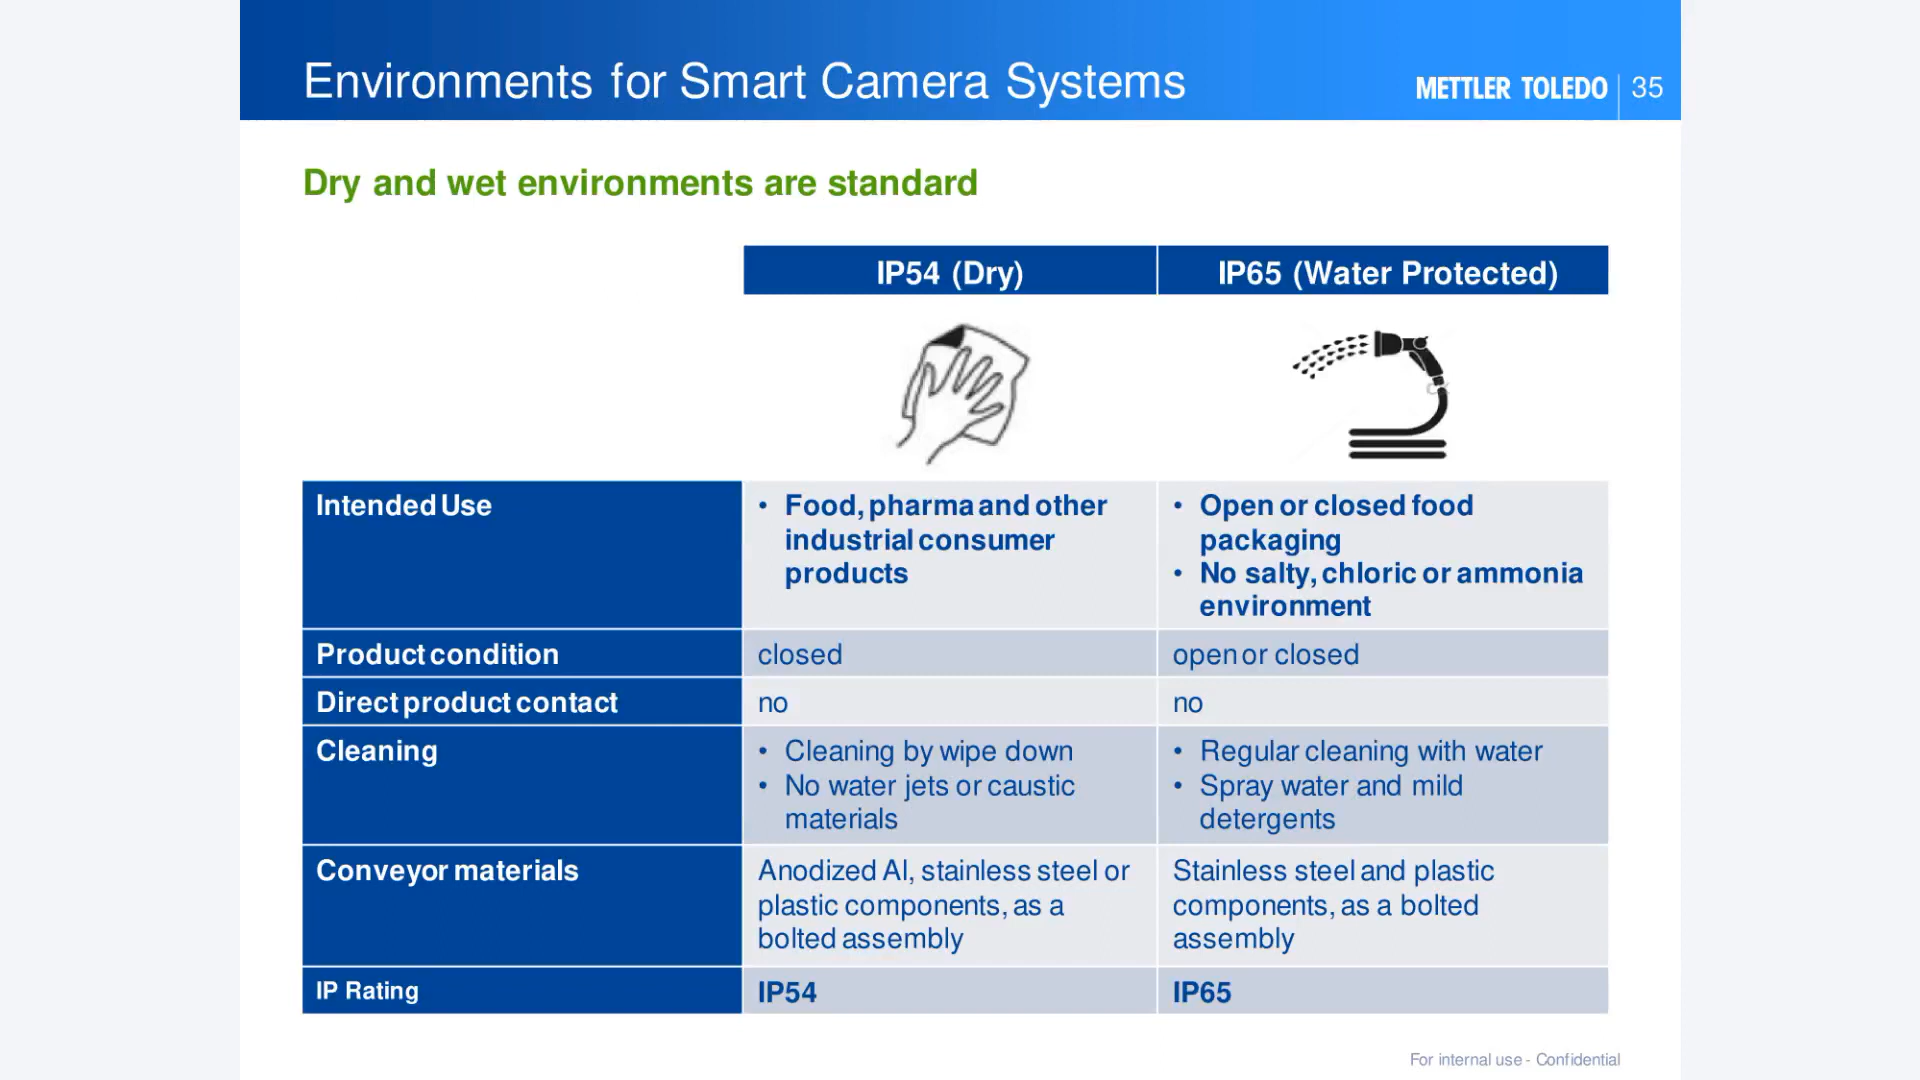 Environments for Smart Camera Systems
METTLER TOLEDO
35
Dry and wet environments are standard
IP54 (Dry)
IP65 (Water Protected)
Intended Use
• Food, pharma and other
industrial consumer
products
• Open or closed food
packaging
• No salty, chloric or ammonia
environment
Product condition
closed
open or closed
Direct product contact
no
no
Cleaning
• Cleaning by wipe down
• No water jets or caustic
materials
• Regular cleaning with water
• Spray water and mild
detergents
Conveyor materials
Anodized Al, stainless steel or
plastic components, as a
bolted assembly
Stainless steel and plastic
components, as a bolted
assembly
IP Rating
IP54
IP65
For internal use - Confidential